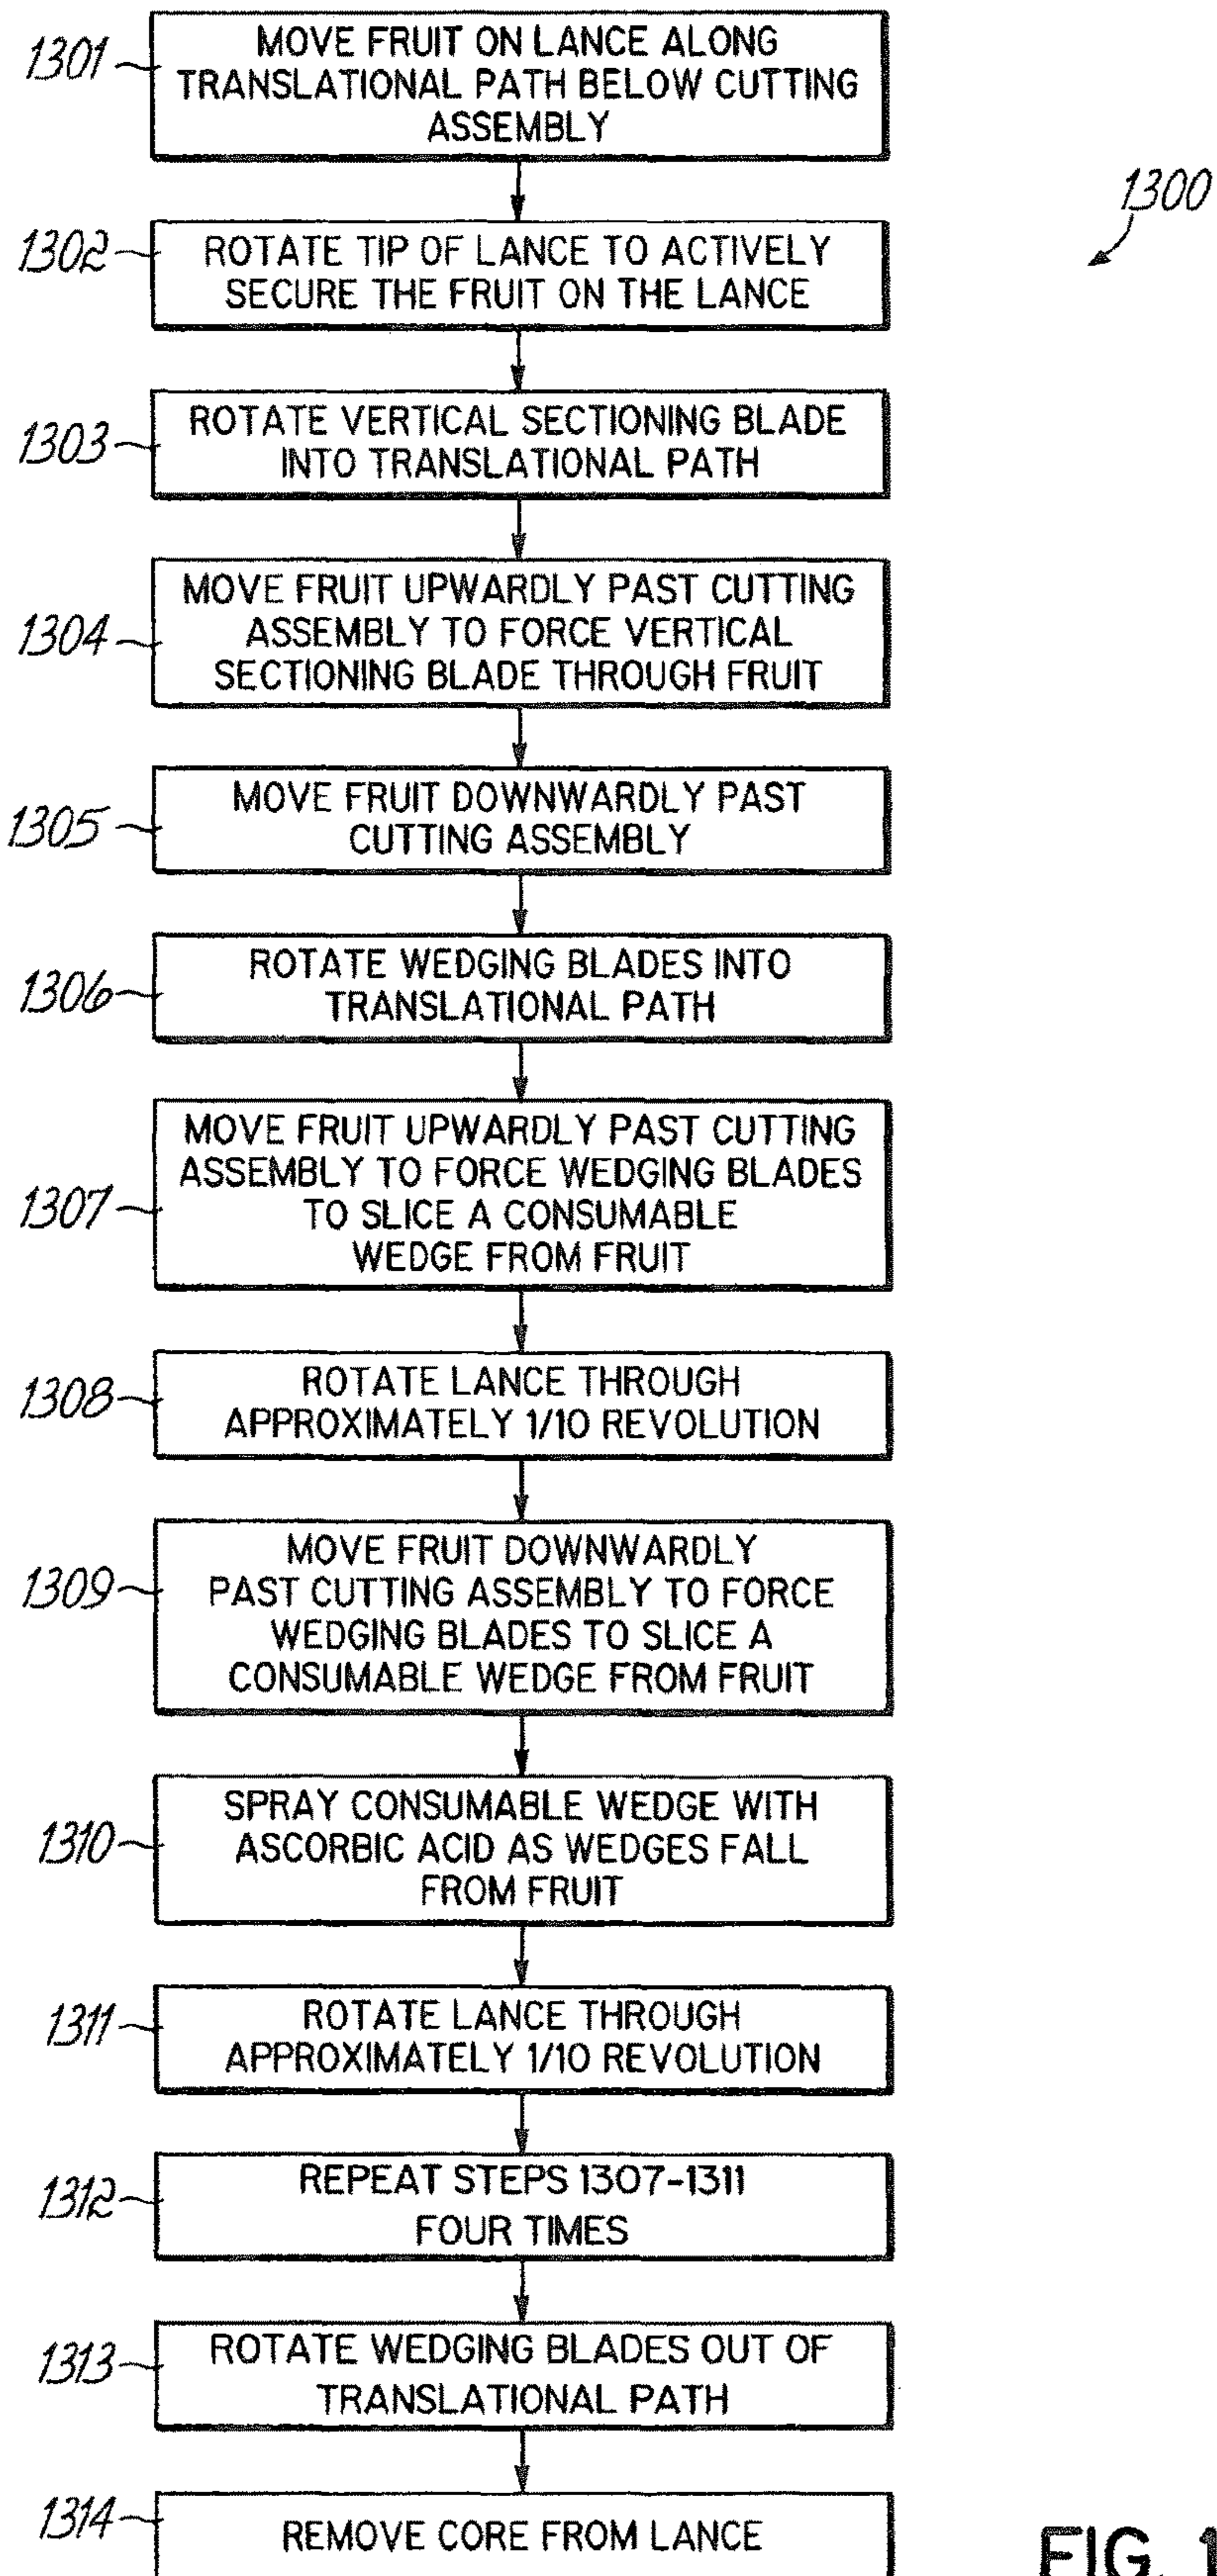 1301
MOVE FRUIT ON LANCE ALONG
TRANSLATIONAL PATH BELOW CUTTING
ASSEMBLY
1300
1302
ROTATE TIP OF LANCE TO ACTIVELY
SECURE THE FRUIT ON THE LANCE
1303
ROTATE VERTICAL SECTIONING BLADE
INTO TRANSLATIONAL PATH
1304
MOVE FRUIT UPWARDLY PAST CUTTING
ASSEMBLY TO FORCE VERTICAL
SECTIONING BLADE THROUGH FRUIT
1305
MOVE FRUIT DOWNWARDLY PAST
CUTTING ASSEMBLY
1306
ROTATE WEDGING BLADES INTO
TRANSLATIONAL PATH
1307
MOVE FRUIT UPWARDLY PAST CUTTING
ASSEMBLY TO FORCE WEDGING BLADES
TO SLICE A CONSUMABLE
WEDGE FROM FRUIT
1308
ROTATE LANCE THROUGH
APPROXIMATELY 1/10 REVOLUTION
1309
MOVE FRUIT DOWNWARDLY
PAST CUTTING ASSEMBLY TO FORCE
WEDGING BLADES TO SLICE A
CONSUMABLE WEDGE FROM FRUIT
1310
SPRAY CONSUMABLE WEDGE WITH
ASCORBIC ACID AS WEDGES FALL
FROM FRUIT
1311
ROTATE LANCE THROUGH
APPROXIMATELY 1/10 REVOLUTION
1312
REPEAT STEPS 1307-1311
FOUR TIMES
1313
ROTATE WEDGING BLADES OUT OF
TRANSLATIONAL PATH
1314
REMOVE CORE FROM LANCE
FIG. 1